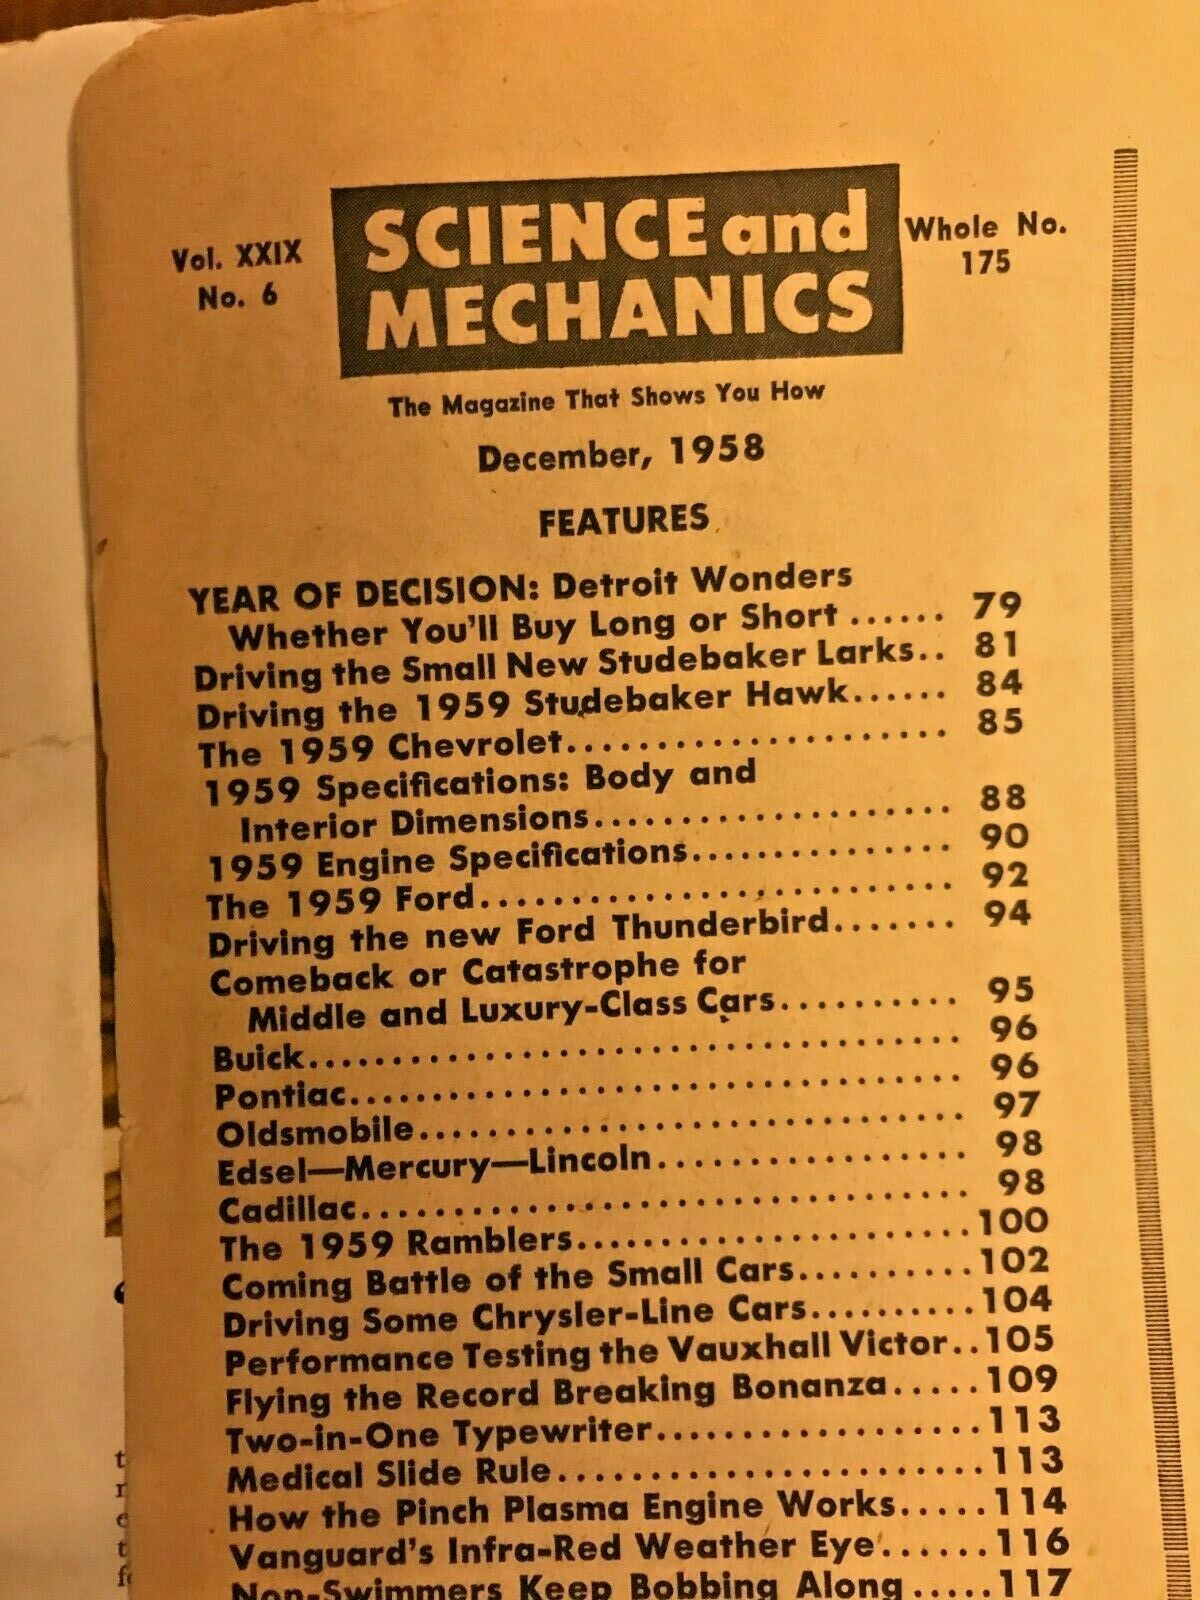 Vol. XXIX
No. 6
SCIENCE and
MECHANICS
Whole No.
175
The Magazine That Shows You How
December, 1958
FEATURES
YEAR OF DECISION: Detroit Wonders
Whether You'll Buy Long or Short ...... 79
Driving the Small New Studebaker Larks.. 81
Driving the 1959 Studebaker Hawk...... 84
The 1959 Chevrolet..................... 85
1959 Specifications: Body and
Interior Dimensions.................... 88
1959 Engine Specifications............... 90
The 1959 Ford.......................... 92
Driving the new Ford Thunderbird....... 94
Comeback or Catastrophe for
Middle and Luxury-Class Cars.......... 95
Buick.................................... 96
Pontiac.................................. 96
Oldsmobile.............................. 97
Edsel—Mercury—Lincoln................. 98
Cadillac.................................. 98
The 1959 Ramblers......................100
Coming Battle of the Small Cars..........102
Driving Some Chrysler-Line Cars..........104
Performance Testing the Vauxhall Victor..105
Flying the Record Breaking Bonanza.....109
Two-in-One Typewriter...................113
Medical Slide Rule........................113
How the Pinch Plasma Engine Works.....114
Vanguard's Infra-Red Weather Eye.......116
Non-Swimmers Keep Bobbing Along.....117